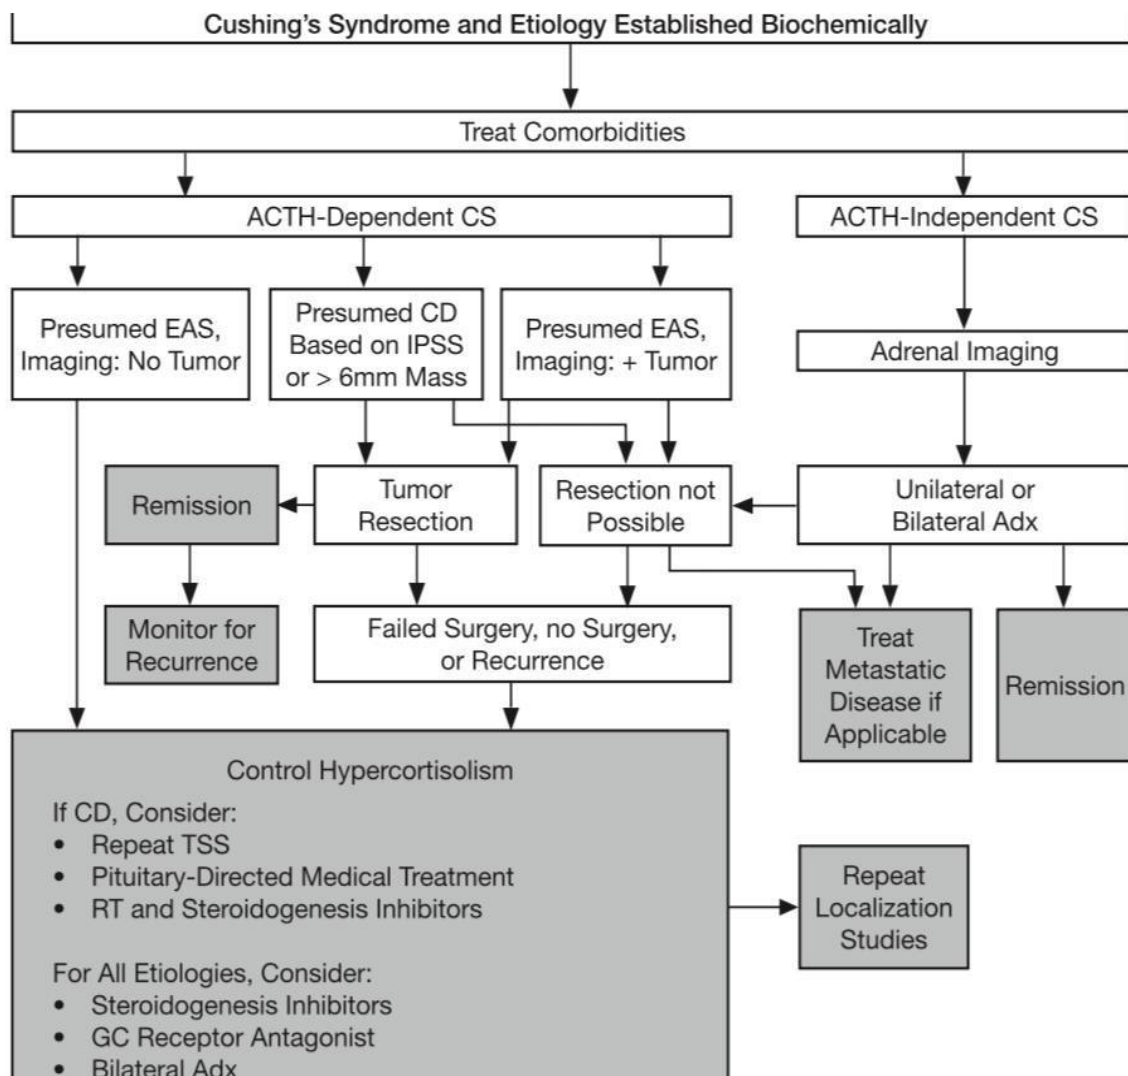 Cushing's Syndrome and Etiology Established Biochemically
Treat Comorbidities
ACTH-Dependent CS
ACTH-Independent CS
Presumed EAS,
Imaging: No Tumor
Presumed CD
Based on IPSS
or > 6mm Mass
Presumed EAS,
Imaging: + Tumor
Adrenal Imaging
Remission
Tumor
Resection
Resection not
Possible
Unilateral or
Bilateral Adx
Monitor for
Recurrence
Failed Surgery, no Surgery,
or Recurrence
Treat
Metastatic
Disease if
Applicable
Remission
Control Hypercortisolism
If CD, Consider:
• Repeat TSS
• Pituitary-Directed Medical Treatment
• RT and Steroidogenesis Inhibitors
For All Etiologies, Consider:
• Steroidogenesis Inhibitors
• GC Receptor Antagonist
• Bilateral Adx
Repeat
Localization
Studies